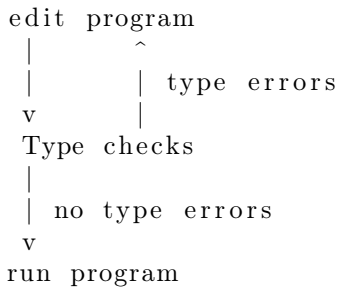 edit program
| ^
| | type errors
v |
Type checks
|
| no type errors
v
run program